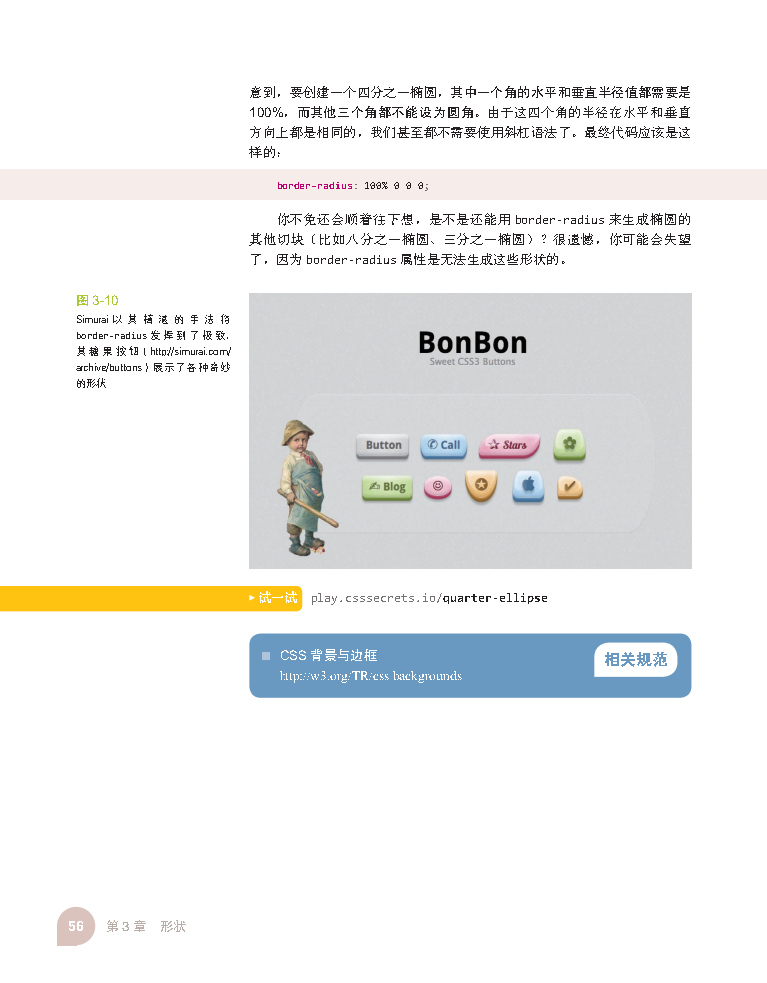 意到，要创建一个四分之一椭圆，其中一个角的水平和垂直半径值都需要是
100%，而其他三个角都不能设为圆角。由于这四个角的半径在水平和垂直
方向上都是相同的，我们甚至都不需要使用斜杠语法了。最终代码应该是这
样的：
border-radius: 100% 0 0 0;
你不免还会顺着往下想，是不是还能用 border-radius 来生成椭圆的
其他切块（比如八分之一椭圆、三分之一椭圆）？很遗憾，你可能会失望
了，因为 border-radius 属性是无法生成这些形状的。
图 3-10
Simurai 以其精湛的手法将
border-radius 发挥到了极致，
其糖果按钮（http://simurai.com/
archive/buttons）展示了各种奇妙
的形状
BonBon
Sweet CSS3 Buttons
Button
Call
Stars
Blog
试一试 play.csssecrets.io/quarter-ellipse
CSS 背景与边框
http://w3.org/TR/css-backgrounds
相关规范
56 第 3 章 形状